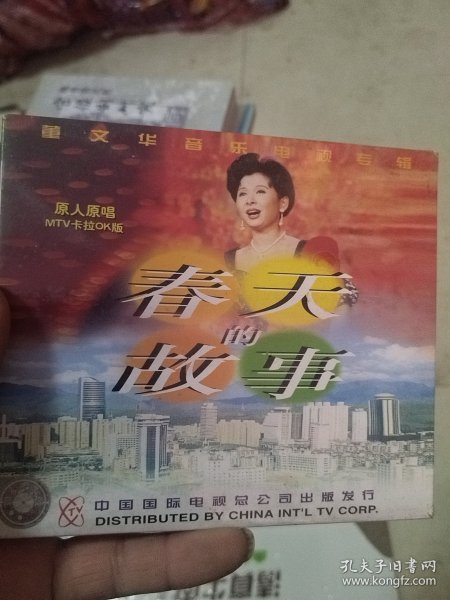 董文华音乐电视专辑
原人原唱
MTV卡拉OK版
春天
的
故事
TV
中国国际电视总公司出版发行
DISTRIBUTED BY CHINA INT'L TV CORP.
孔夫子旧书网
www.kongfz.com